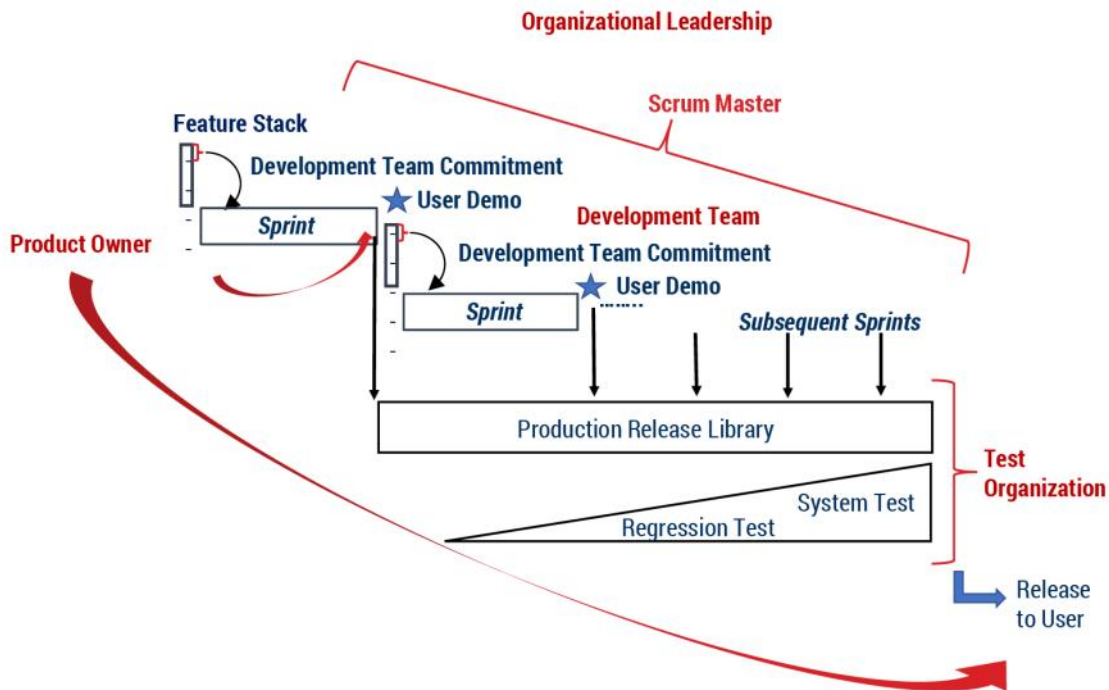 Organizational Leadership
Scrum Master
Feature Stack
Development Team Commitment
User Demo
Sprint
Development Team
Product Owner
Development Team Commitment
User Demo
Sprint
Subsequent Sprints
Production Release Library
Test
Organization
System Test
Regression Test
Release
to User